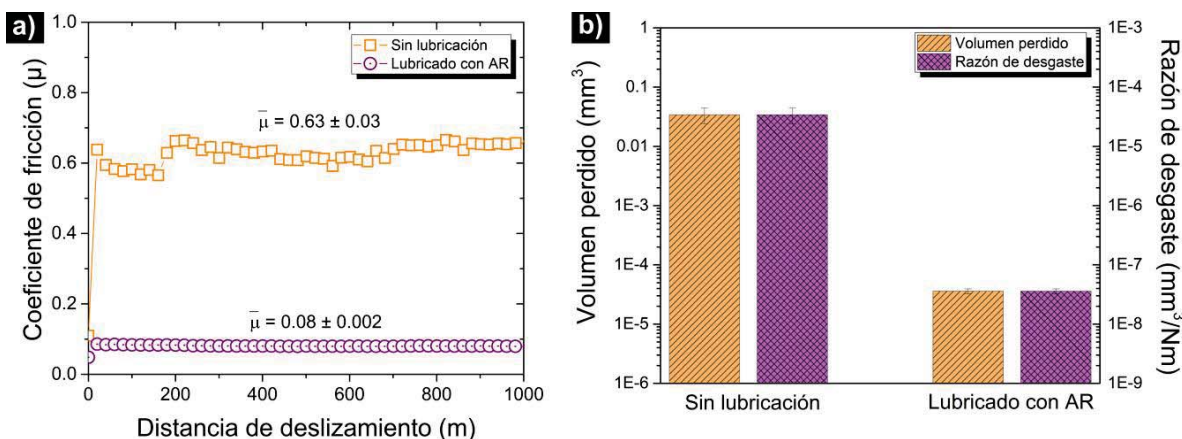 a)
Coeficiente de fricción (μ)
1.0
0.8
0.6
0.4
0.2
0.0
Sin lubricación
Lubricado con AR
μ̄ = 0.63 ± 0.03
μ̄ = 0.08 ± 0.002
0 200 400 600 800 1000
Distancia de deslizamiento (m)
b)
Volumen perdido (mm³)
1
0.1
0.01
1E-3
1E-4
1E-5
1E-6
Volumen perdido
Razón de desgaste
1E-3
1E-4
1E-5
1E-6
1E-7
1E-8
1E-9
Razón de desgaste (mm³/Nm)
Sin lubricación Lubricado con AR